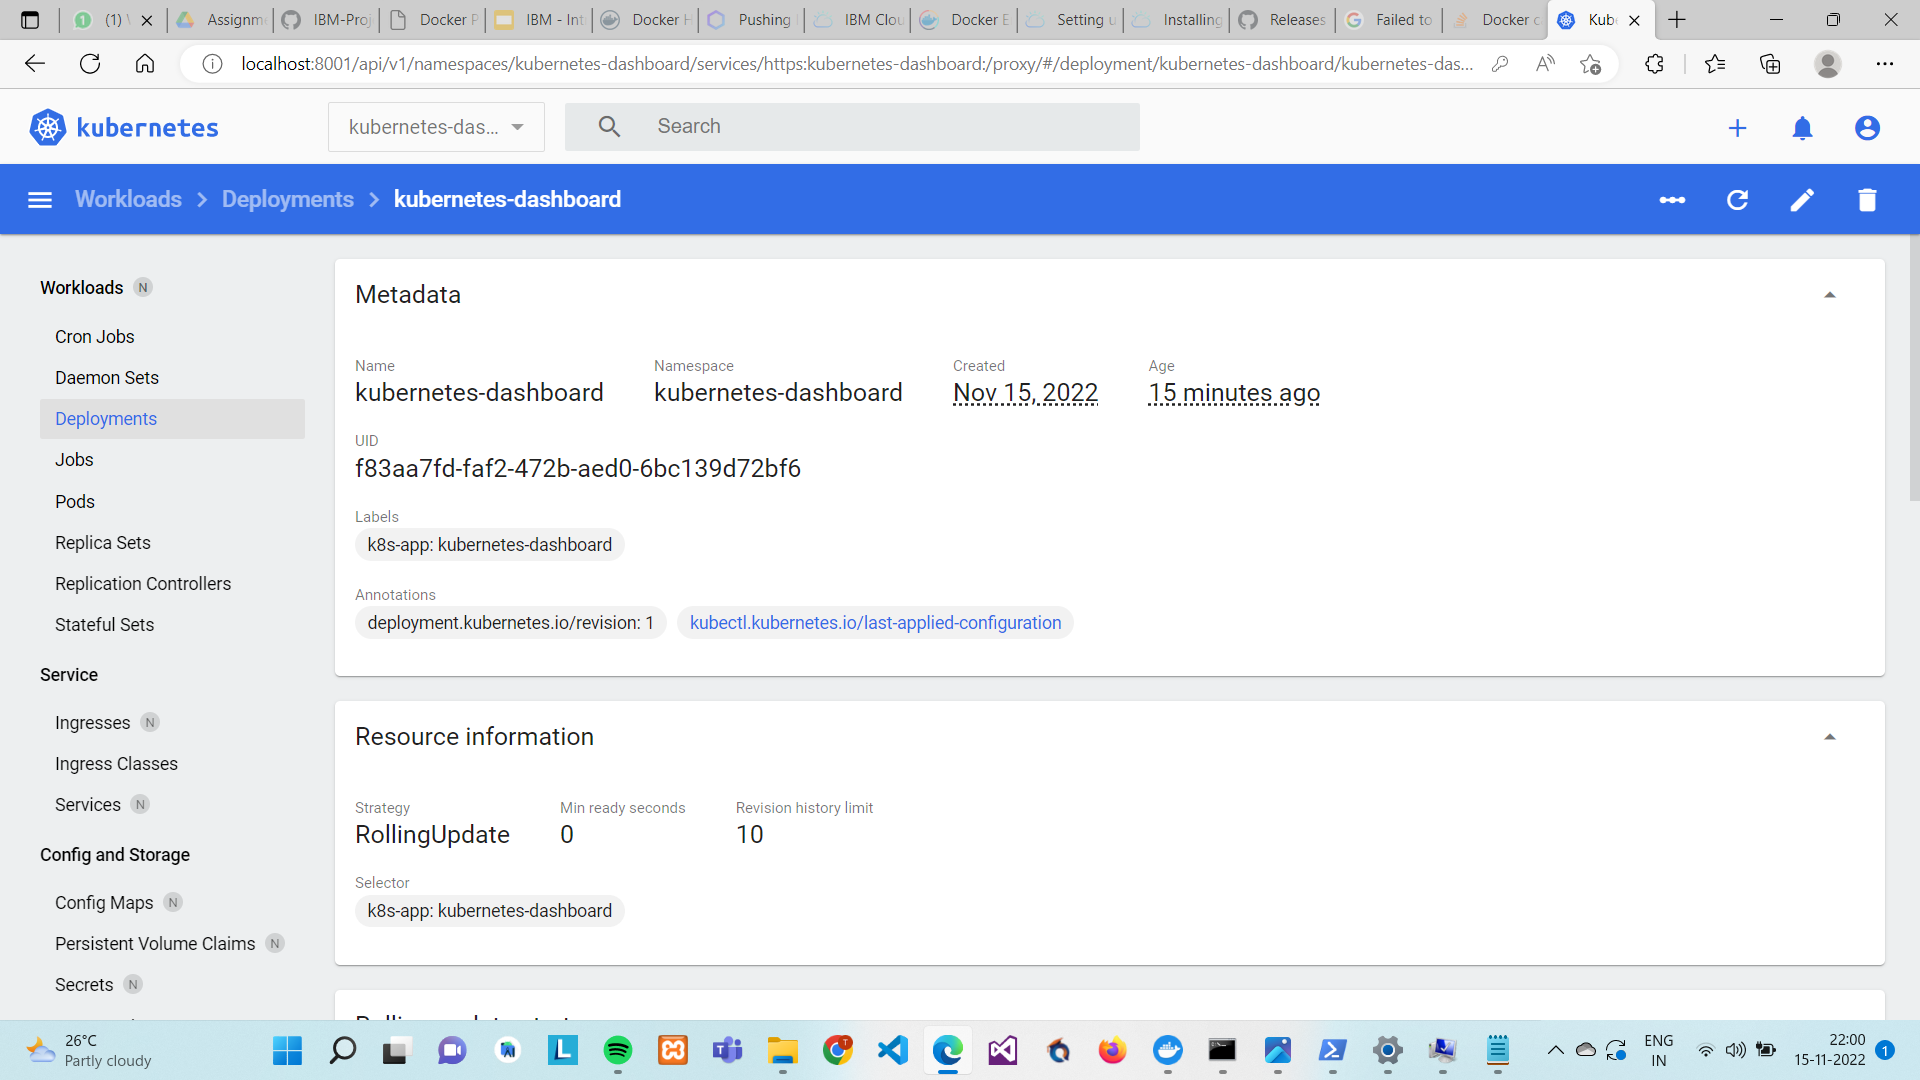 (1) W
Assignme
IBM-Proj
Docker P
IBM - Int
Docker H
Pushing
IBM Clou
Docker E
Setting u
Installing
Releases
Failed to
Docker c
Kube
localhost:8001/api/v1/namespaces/kubernetes-dashboard/services/https:kubernetes-dashboard:/proxy/#/deployment/kubernetes-dashboard/kubernetes-das...
kubernetes
kubernetes-das...
Search
Workloads
Deployments
kubernetes-dashboard
Workloads N
Cron Jobs
Daemon Sets
Deployments
Jobs
Pods
Replica Sets
Replication Controllers
Stateful Sets
Service
Ingresses N
Ingress Classes
Services N
Config and Storage
Config Maps N
Persistent Volume Claims N
Secrets N
Metadata
Name
kubernetes-dashboard
Namespace
kubernetes-dashboard
Created
Nov 15, 2022
Age
15 minutes ago
UID
f83aa7fd-faf2-472b-aed0-6bc139d72bf6
Labels
k8s-app: kubernetes-dashboard
Annotations
deployment.kubernetes.io/revision: 1
kubectl.kubernetes.io/last-applied-configuration
Resource information
Strategy
RollingUpdate
Min ready seconds
0
Revision history limit
10
Selector
k8s-app: kubernetes-dashboard
26°C
Partly cloudy
ENG
IN
22:00
15-11-2022
1